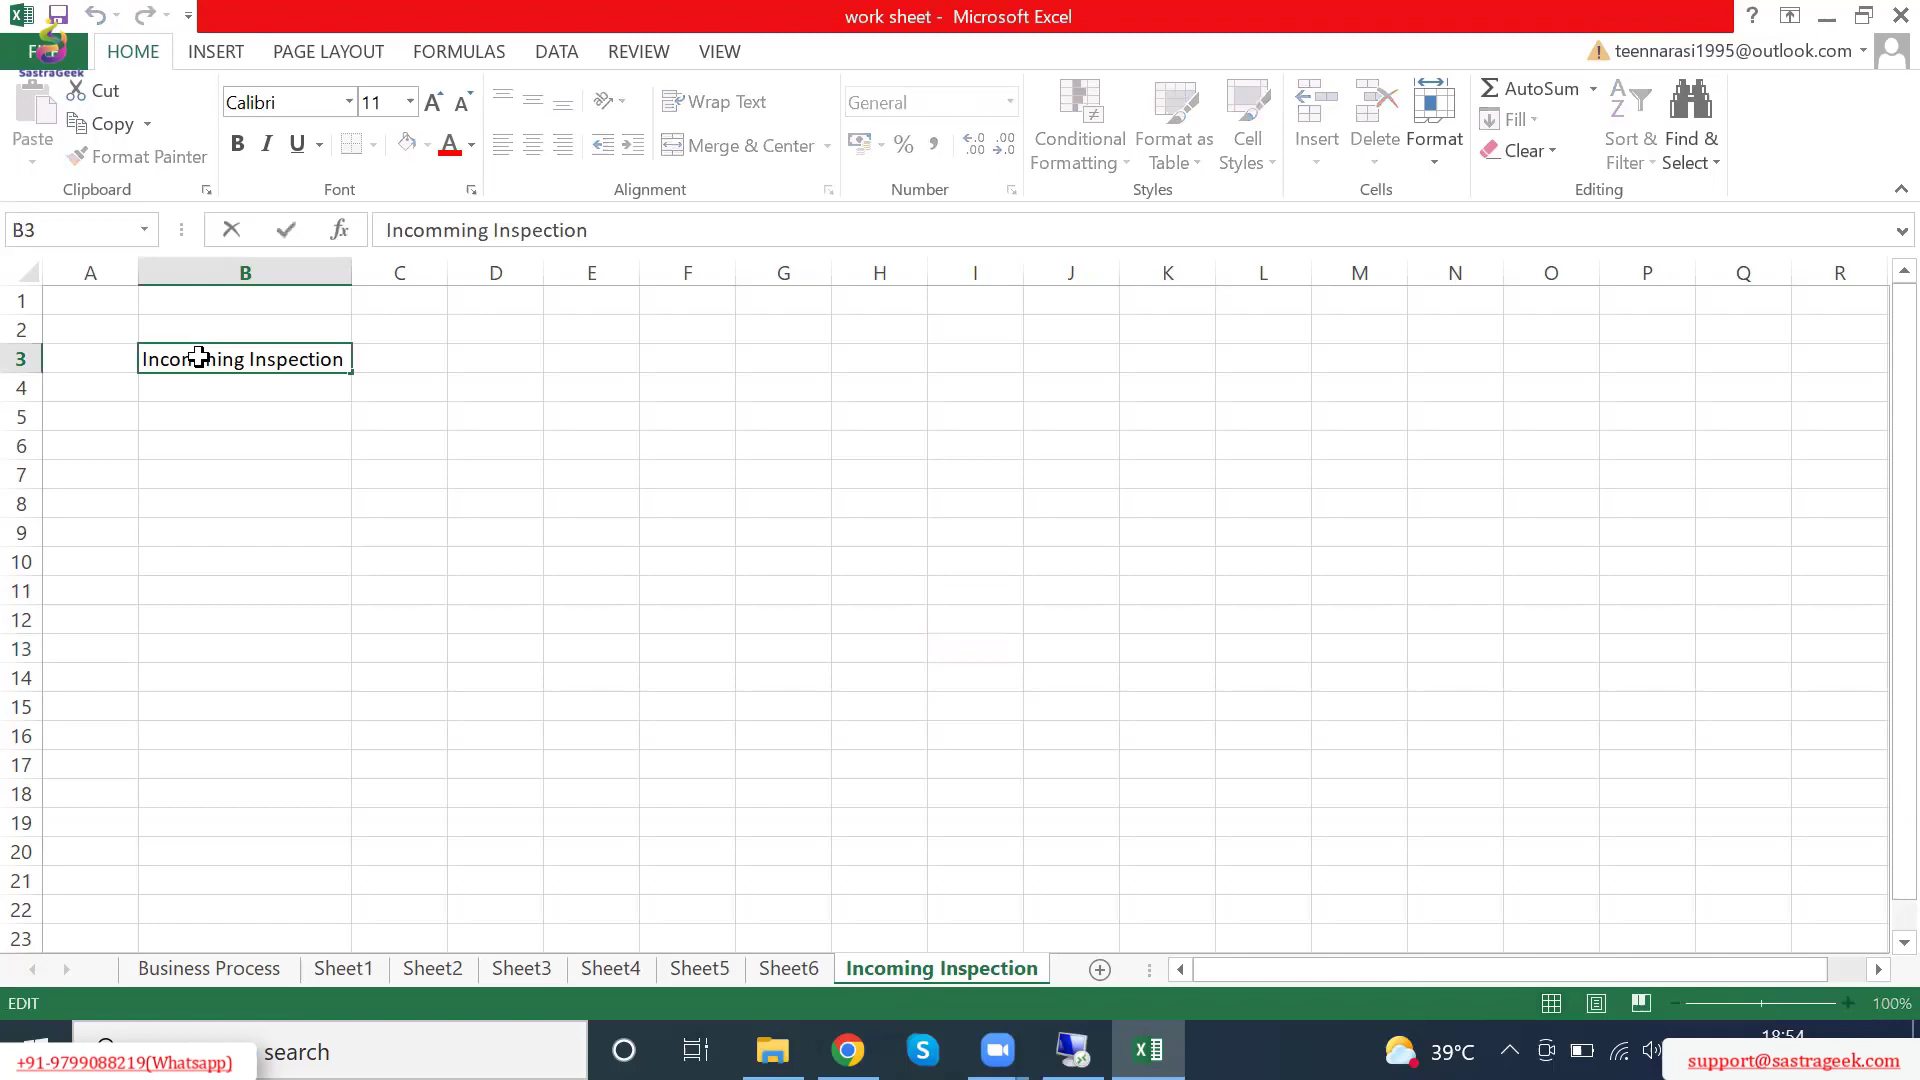 work sheet - Microsoft Excel
SastraGeek
HOME INSERT PAGE LAYOUT FORMULAS DATA REVIEW VIEW
teennarasi1995@outlook.com
Paste
Cut
Copy
Format Painter
Clipboard
Calibri 11
B I U
Font
Wrap Text
Merge & Center
Alignment
General
% ,
Number
Conditional Formatting
Format as Table
Cell Styles
Styles
Insert Delete Format
Cells
AutoSum
Fill
Clear
Sort & Filter
Find & Select
Editing
B3
fx
Incomming Inspection
A B C D E F G H I J K L M N O P Q R
1
2
3
Inspection
4
5
6
7
8
9
10
11
12
13
14
15
16
17
18
19
20
21
22
23
Business Process Sheet1 Sheet2 Sheet3 Sheet4 Sheet5 Sheet6 Incoming Inspection
EDIT
100%
search
39°C
18:54
+91-9799088219(Whatsapp)
support@sastrageek.com